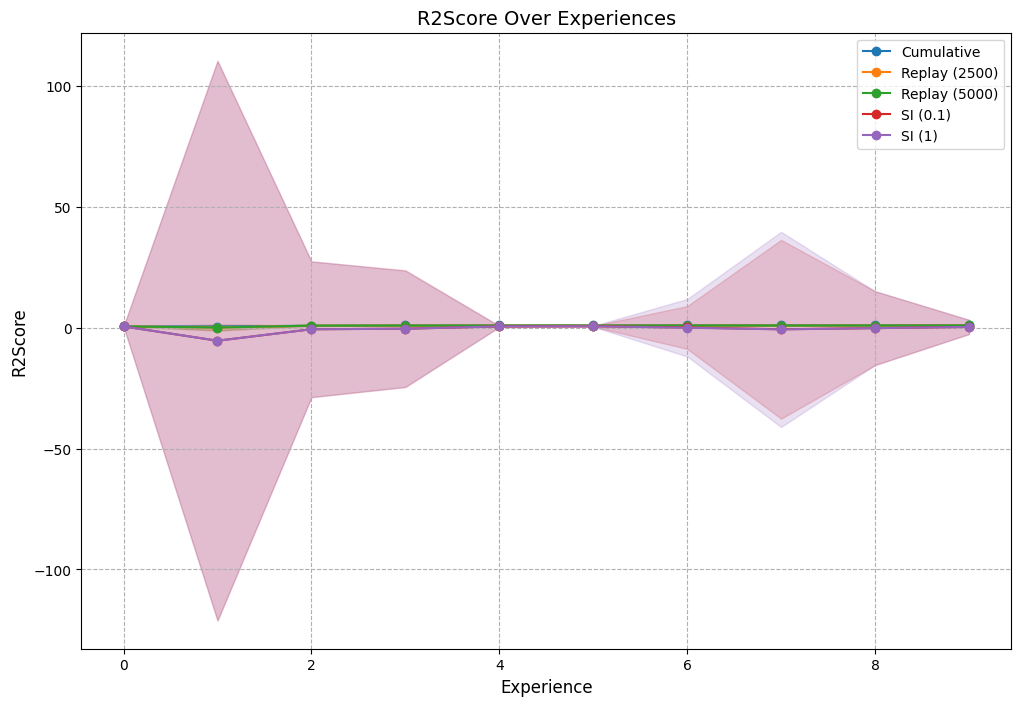 R2Score Over Experiences
Cumulative
Replay (2500)
Replay (5000)
SI (0.1)
SI (1)
100
50
0
−50
−100
R2Score
0 2 4 6 8
Experience